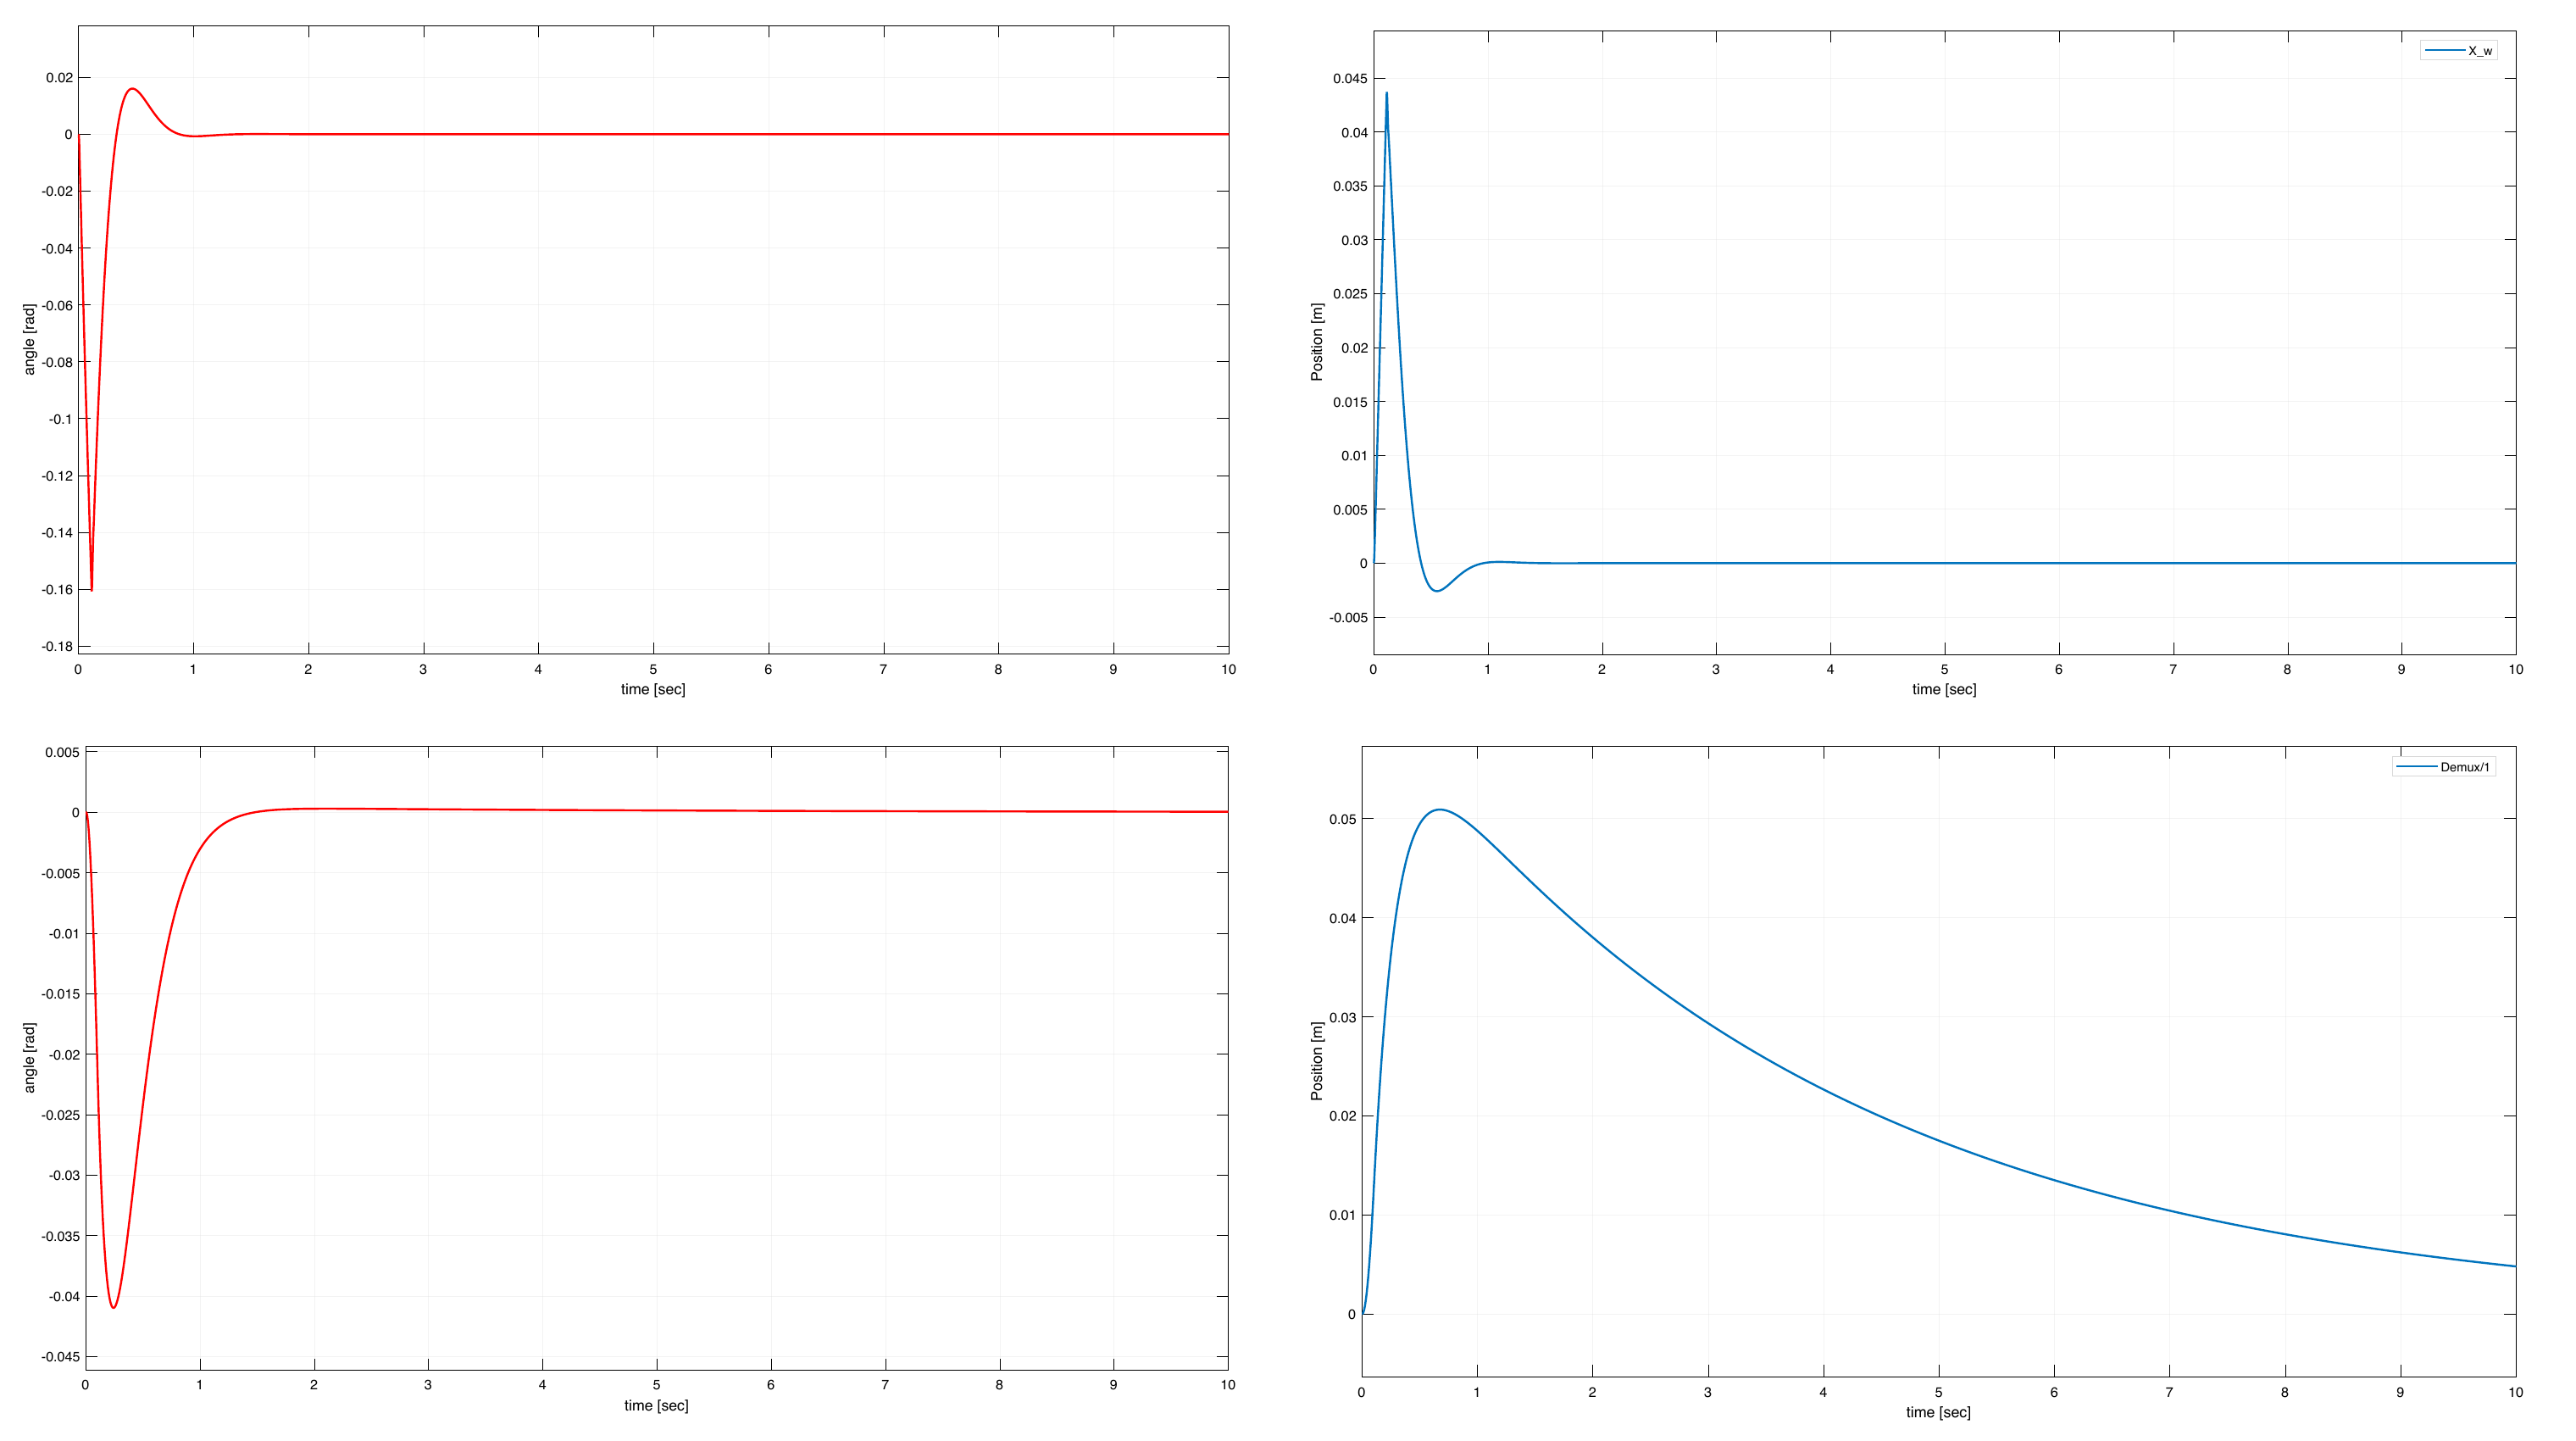 0.02
0
-0.02
-0.04
-0.06
-0.08
-0.1
-0.12
-0.14
-0.16
-0.18
angle [rad]
0 1 2 3 4 5 6 7 8 9 10
time [sec]
X_w
0.045
0.04
0.035
0.03
0.025
0.02
0.015
0.01
0.005
0
-0.005
Position [m]
0 1 2 3 4 5 6 7 8 9 10
time [sec]
0.005
0
-0.005
-0.01
-0.015
-0.02
-0.025
-0.03
-0.035
-0.04
-0.045
angle [rad]
0 1 2 3 4 5 6 7 8 9 10
time [sec]
Demux/1
0.05
0.04
0.03
0.02
0.01
0
Position [m]
0 1 2 3 4 5 6 7 8 9 10
time [sec]